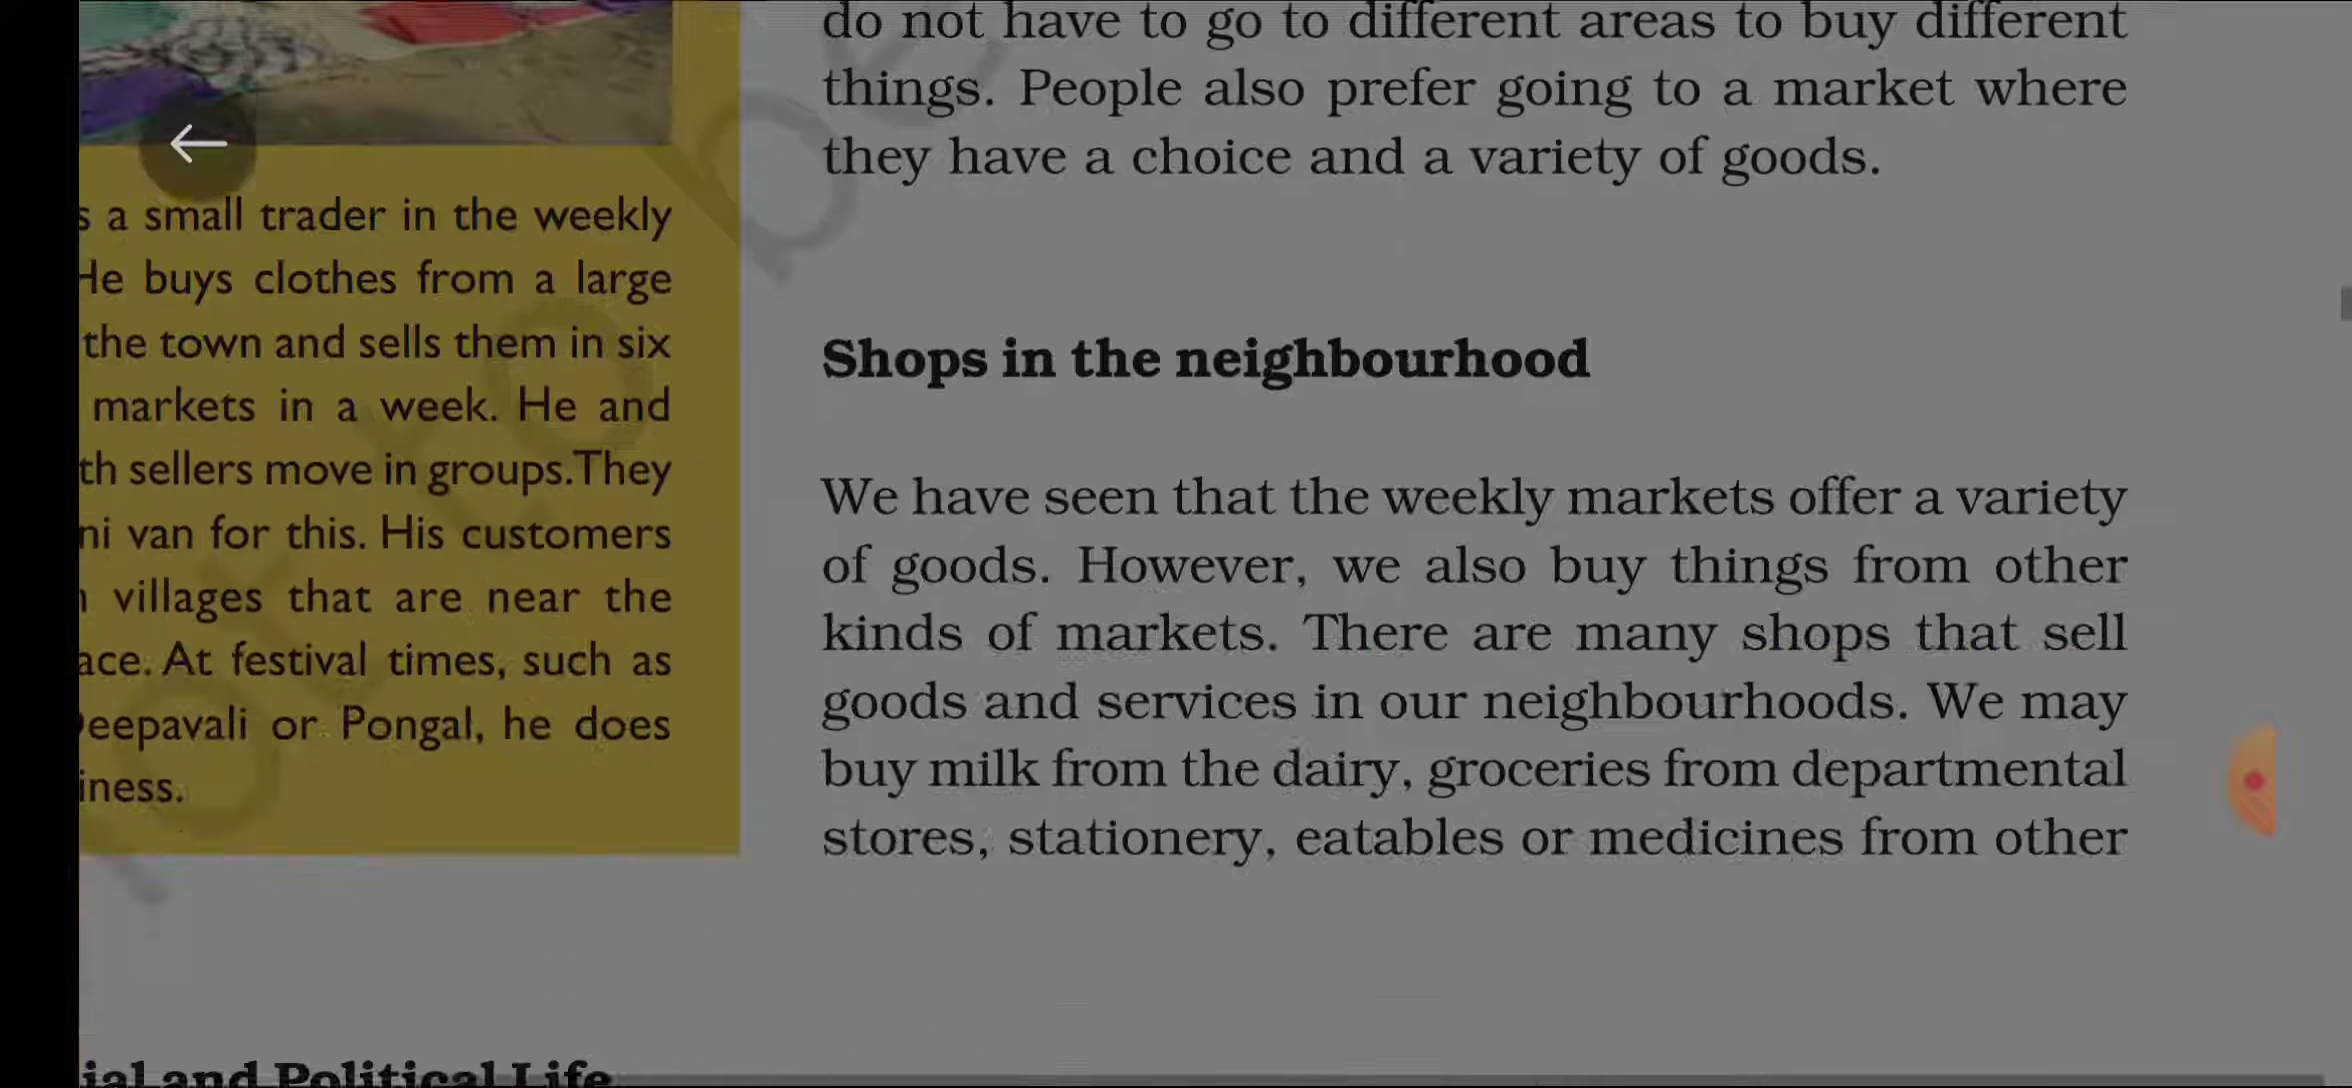 s a small trader in the weekly
He buys clothes from a large
the town and sells them in six
markets in a week. He and
th sellers move in groups.They
ni van for this. His customers
villages that are near the
ace. At festival times, such as
eepavali or Pongal, he does
iness.
do not have to go to different areas to buy different
things. People also prefer going to a market where
they have a choice and a variety of goods.
Shops in the neighbourhood
We have seen that the weekly markets offer a variety
of goods. However, we also buy things from other
kinds of markets. There are many shops that sell
goods and services in our neighbourhoods. We may
buy milk from the dairy, groceries from departmental
stores, stationery, eatables or medicines from other
ial and Political Life